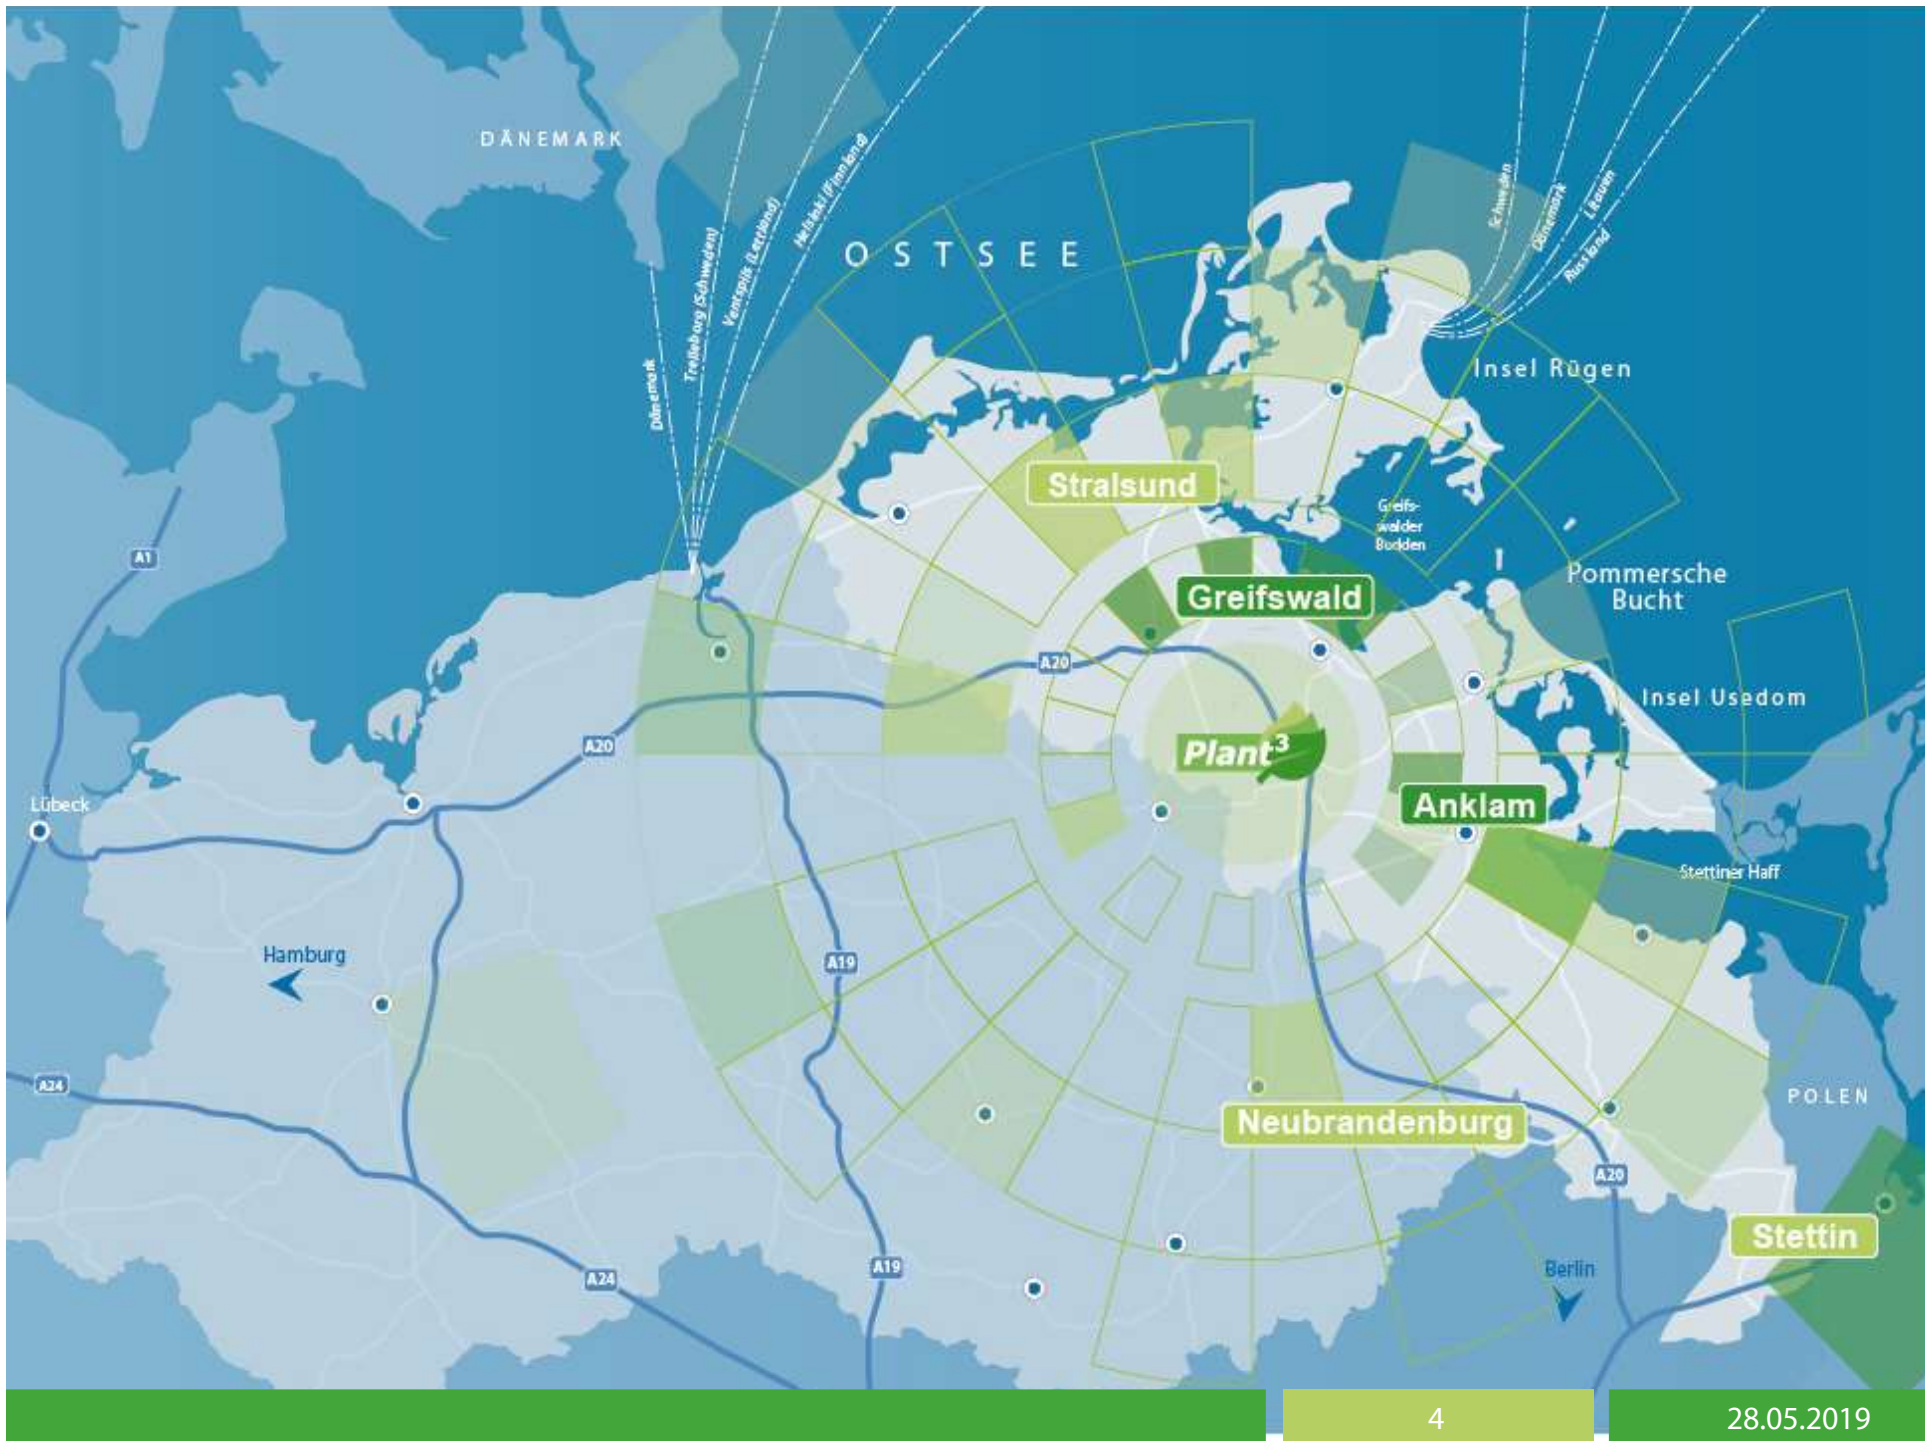 DÄNEMARK
OSTSEE
Dänemark
Trelleborg (Schweden)
Ventspils (Lettland)
Helsinki (Finnland)
Schweden
Dänemark
Litauen
Russland
Insel Rügen
Stralsund
Greifs-
walder
Bodden
A1
Pommersche
Bucht
Greifswald
A20
Insel Usedom
A20
Plant³
Lübeck
Anklam
Stettiner Haff
Hamburg
A19
A24
POLEN
Neubrandenburg
A20
Stettin
A19
Berlin
A24
4
28.05.2019